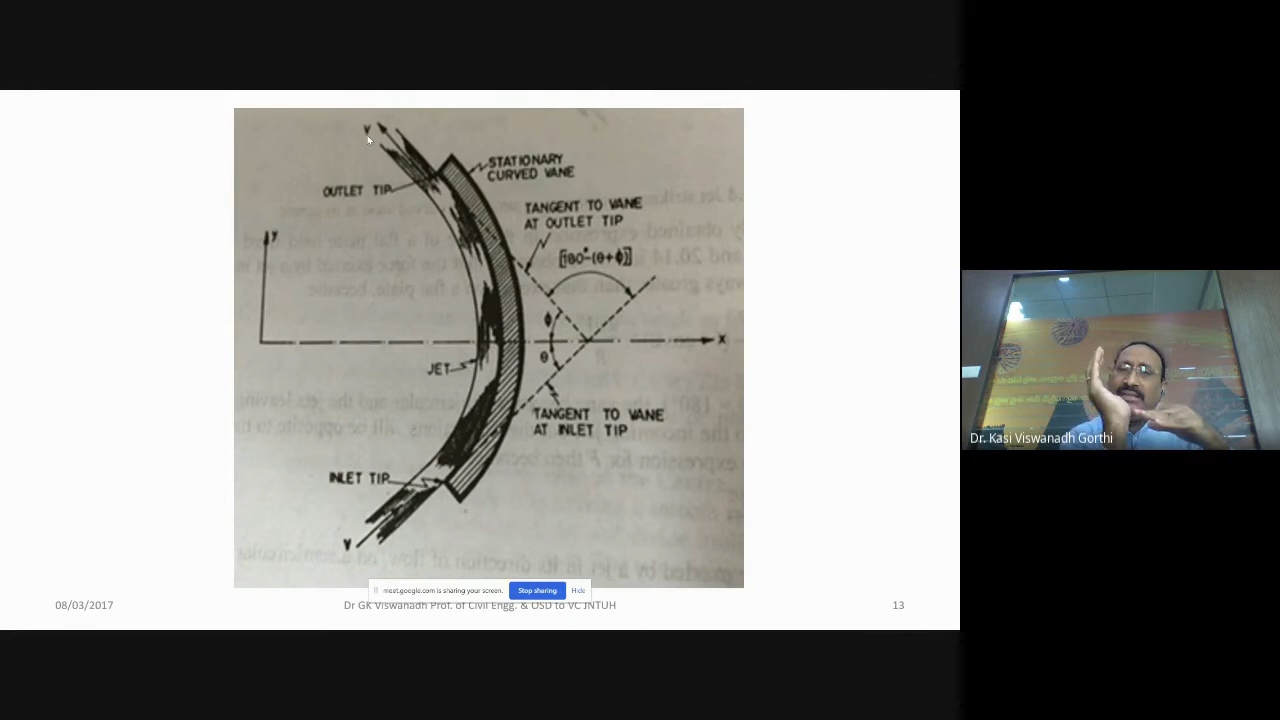 V
STATIONARY
CURVED VANE
OUTLET TIP
TANGENT TO VANE
AT OUTLET TIP
y
[180°-(θ+ϕ)]
ϕ
x
θ
JET
TANGENT TO VANE
AT INLET TIP
INLET TIP
V
meet.google.com is sharing your screen.
Stop sharing
Hide
08/03/2017
Dr GK Viswanadh Prof. of Civil Engg. & OSD to VC JNTUH
13
Dr. Kasi Viswanadh Gorthi